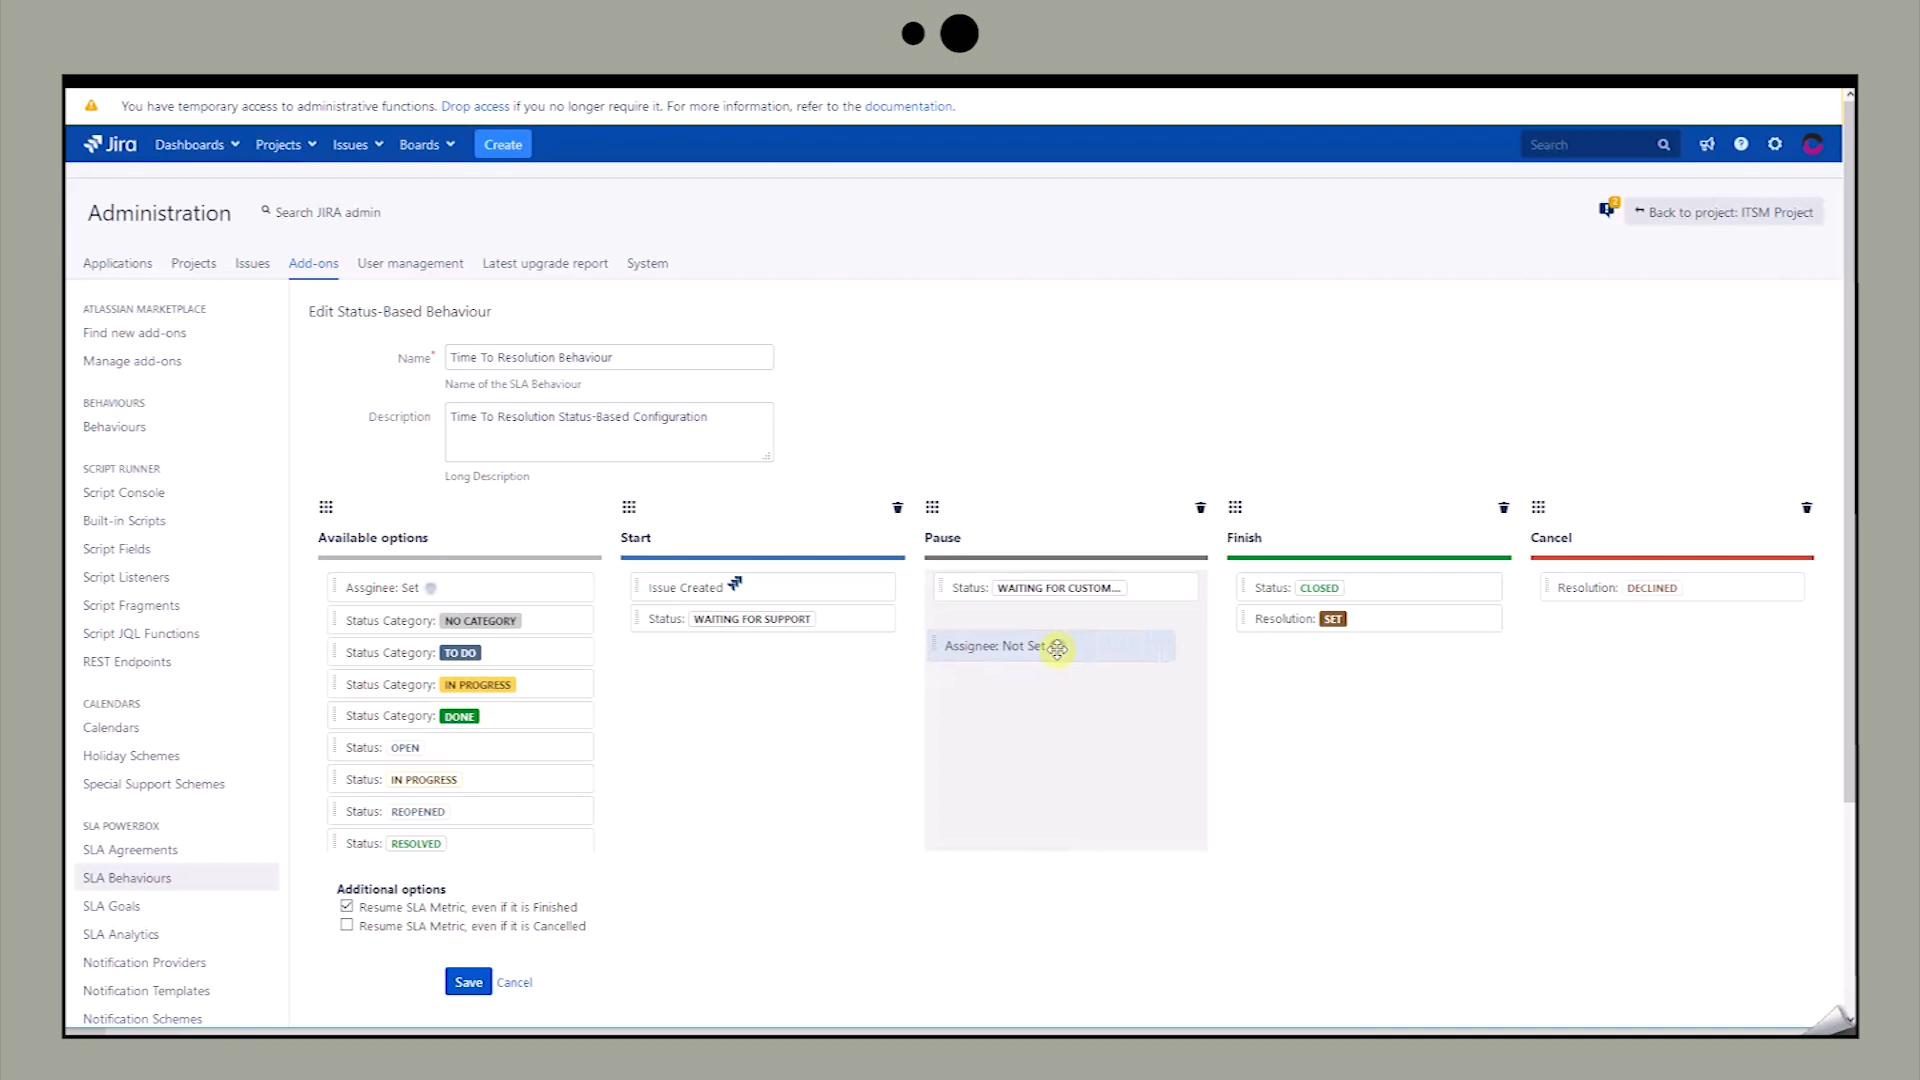 You have temporary access to administrative functions. Drop access if you no longer require it. For more information, refer to the documentation.
Jira Dashboards Projects Issues Boards Create Search
Administration Search JIRA admin 2 Back to project: ITSM Project
Applications Projects Issues Add-ons User management Latest upgrade report System
ATLASSIAN MARKETPLACE
Find new add-ons
Manage add-ons
BEHAVIOURS
Behaviours
SCRIPT RUNNER
Script Console
Built-in Scripts
Script Fields
Script Listeners
Script Fragments
Script JQL Functions
REST Endpoints
CALENDARS
Calendars
Holiday Schemes
Special Support Schemes
SLA POWERBOX
SLA Agreements
SLA Behaviours
SLA Goals
SLA Analytics
Notification Providers
Notification Templates
Notification Schemes
Edit Status-Based Behaviour
Name* Time To Resolution Behaviour
Name of the SLA Behaviour
Description Time To Resolution Status-Based Configuration
Long Description
Available options
Assginee: Set
Status Category: NO CATEGORY
Status Category: TO DO
Status Category: IN PROGRESS
Status Category: DONE
Status: OPEN
Status: IN PROGRESS
Status: REOPENED
Status: RESOLVED
Start
Issue Created
Status: WAITING FOR SUPPORT
Pause
Status: WAITING FOR CUSTOM...
Assignee: Not Set
Finish
Status: CLOSED
Resolution: SET
Cancel
Resolution: DECLINED
Additional options
Resume SLA Metric, even if it is Finished
Resume SLA Metric, even if it is Cancelled
Save Cancel